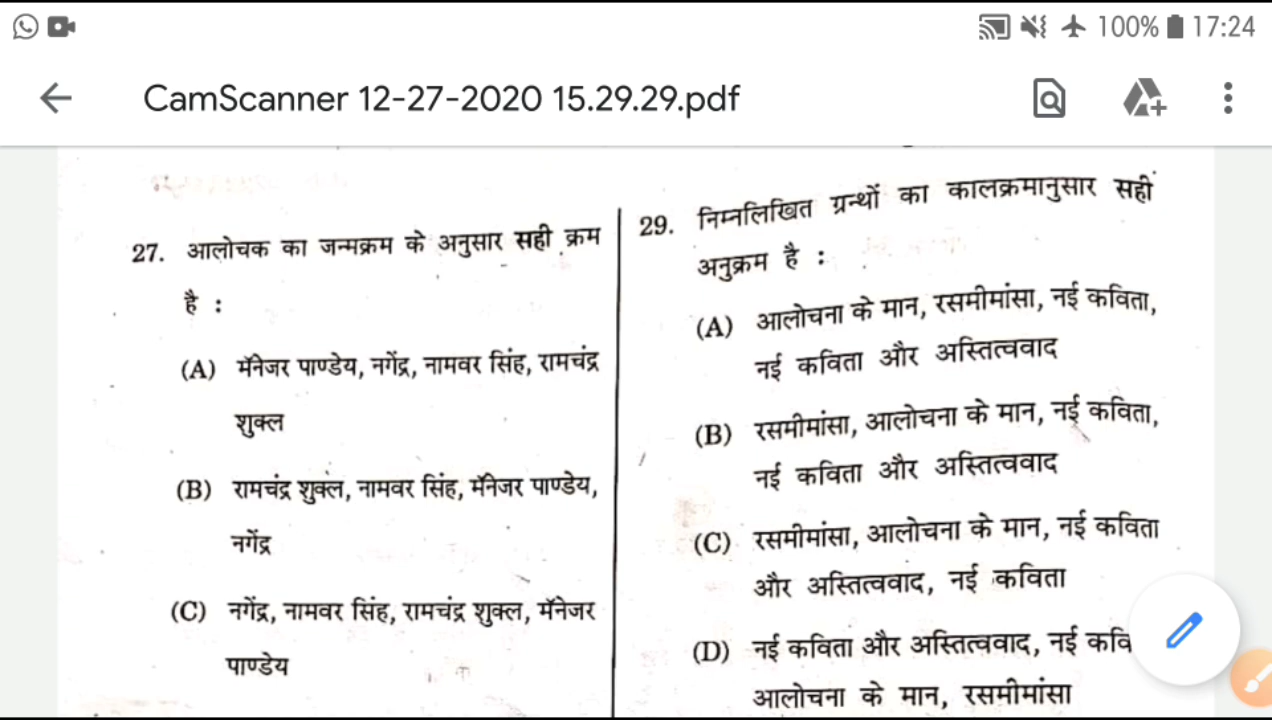 100% 17:24
CamScanner 12-27-2020 15.29.29.pdf
27. आलोचक का जन्मक्रम के अनुसार सही क्रम
है :
(A) मॅनेजर पाण्डेय, नगेंद्र, नामवर सिंह, रामचंद्र
शुक्ल
(B) रामचंद्र शुक्ल, नामवर सिंह, मॅनेजर पाण्डेय,
नगेंद्र
(C) नगेंद्र, नामवर सिंह, रामचंद्र शुक्ल, मॅनेजर
पाण्डेय
29. निम्नलिखित ग्रन्थों का कालक्रमानुसार सही
अनुक्रम है :
(A) आलोचना के मान, रसमीमांसा, नई कविता,
नई कविता और अस्तित्ववाद
(B) रसमीमांसा, आलोचना के मान, नई कविता,
नई कविता और अस्तित्ववाद
(C) रसमीमांसा, आलोचना के मान, नई कविता
और अस्तित्ववाद, नई कविता
(D) नई कविता और अस्तित्ववाद, नई कवि
आलोचना के मान, रसमीमांसा